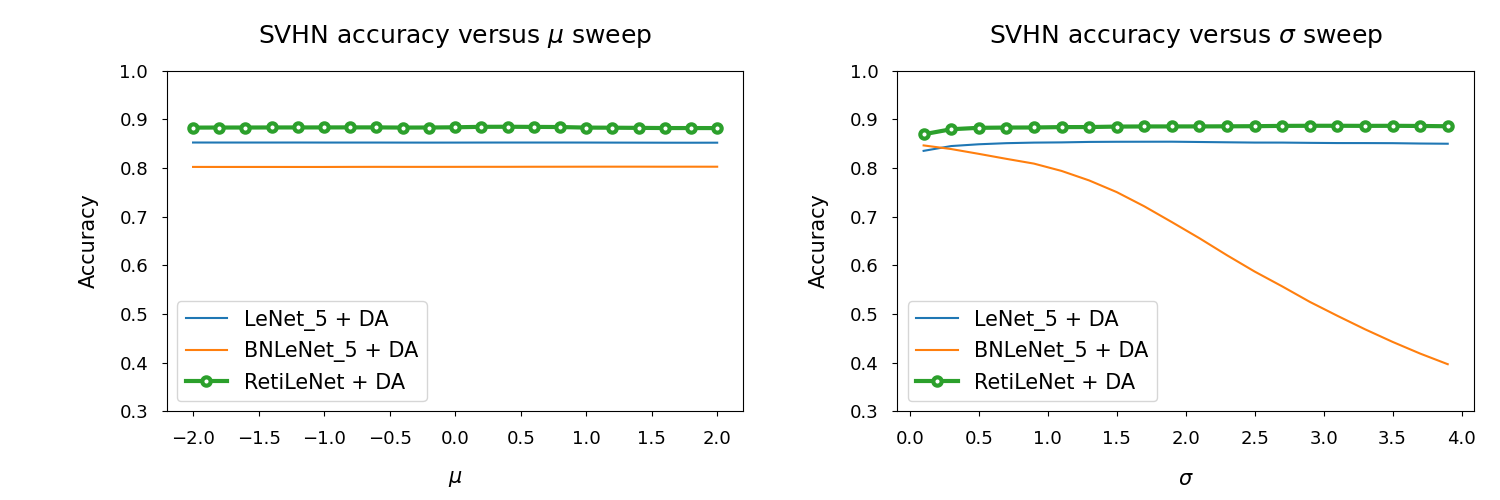 SVHN accuracy versus μ sweep
1.0
0.9
0.8
0.7
0.6
0.5
0.4
0.3
Accuracy
LeNet_5 + DA
BNLeNet_5 + DA
RetiLeNet + DA
−2.0 −1.5 −1.0 −0.5 0.0 0.5 1.0 1.5 2.0
μ
SVHN accuracy versus σ sweep
1.0
0.9
0.8
0.7
0.6
0.5
0.4
0.3
Accuracy
LeNet_5 + DA
BNLeNet_5 + DA
RetiLeNet + DA
0.0 0.5 1.0 1.5 2.0 2.5 3.0 3.5 4.0
σ